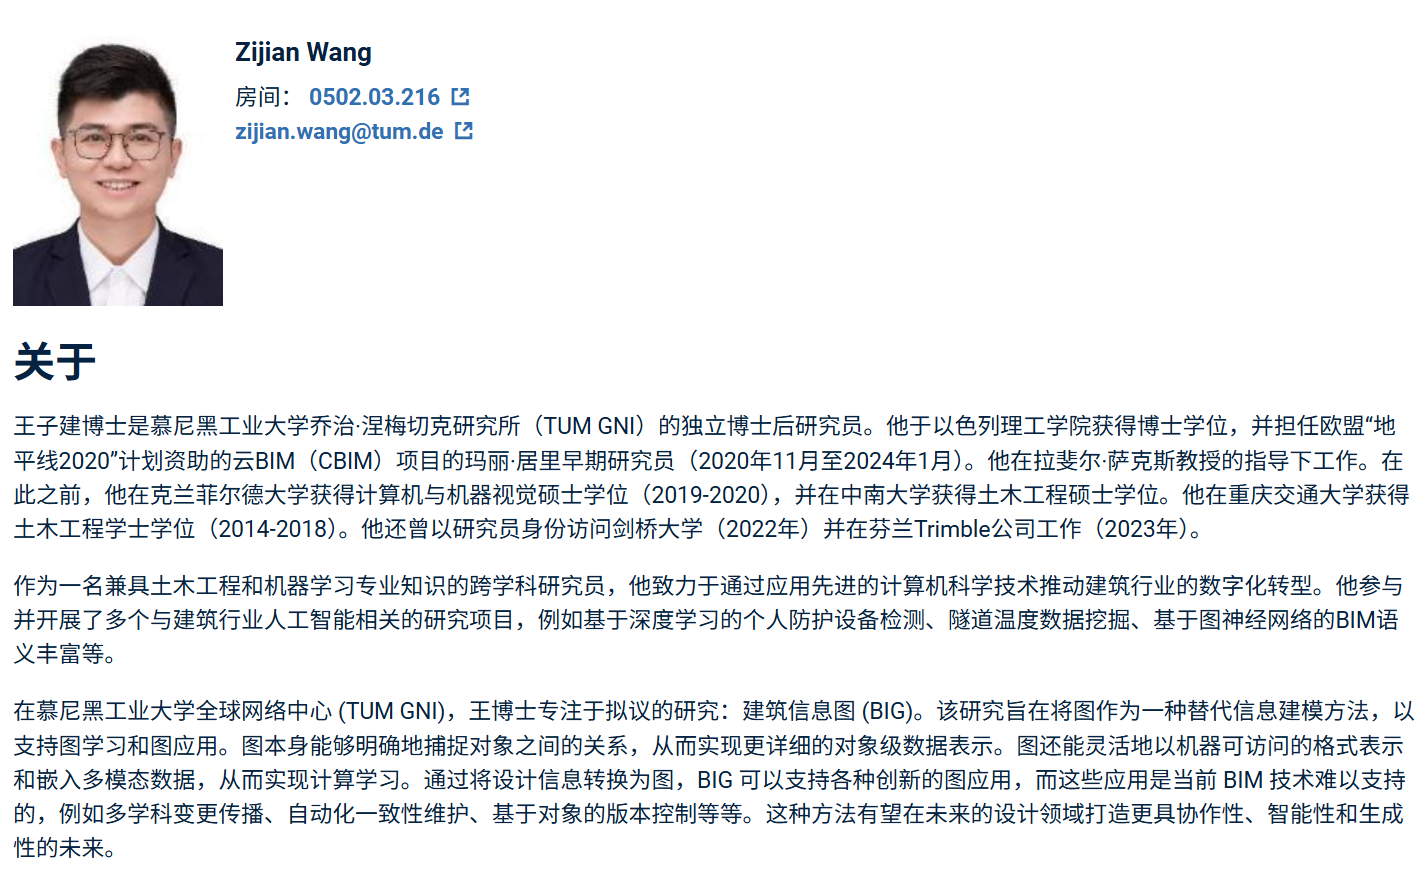 Zijian Wang
房间： 0502.03.216
zijian.wang@tum.de
关于
王子建博士是慕尼黑工业大学乔治·涅梅切克研究所（TUM GNI）的独立博士后研究员。他于以色列理工学院获得博士学位，并担任欧盟“地
平线2020”计划资助的云BIM（CBIM）项目的玛丽·居里早期研究员（2020年11月至2024年1月）。他在拉斐尔·萨克斯教授的指导下工作。在
此之前，他在克兰菲尔德大学获得计算机与机器视觉硕士学位（2019-2020），并在中南大学获得土木工程硕士学位。他在重庆交通大学获得
土木工程学士学位（2014-2018）。他还曾以研究员身份访问剑桥大学（2022年）并在芬兰Trimble公司工作（2023年）。
作为一名兼具土木工程和机器学习专业知识的跨学科研究员，他致力于通过应用先进的计算机科学技术推动建筑行业的数字化转型。他参与
并开展了多个与建筑行业人工智能相关的研究项目，例如基于深度学习的个人防护设备检测、隧道温度数据挖掘、基于图神经网络的BIM语
义丰富等。
在慕尼黑工业大学全球网络中心 (TUM GNI)，王博士专注于拟议的研究：建筑信息图 (BIG)。该研究旨在将图作为一种替代信息建模方法，以
支持图学习和图应用。图本身能够明确地捕捉对象之间的关系，从而实现更详细的对象级数据表示。图还能灵活地以机器可访问的格式表示
和嵌入多模态数据，从而实现计算学习。通过将设计信息转换为图，BIG 可以支持各种创新的图应用，而这些应用是当前 BIM 技术难以支持
的，例如多学科变更传播、自动化一致性维护、基于对象的版本控制等等。这种方法有望在未来的设计领域打造更具协作性、智能性和生成
性的未来。